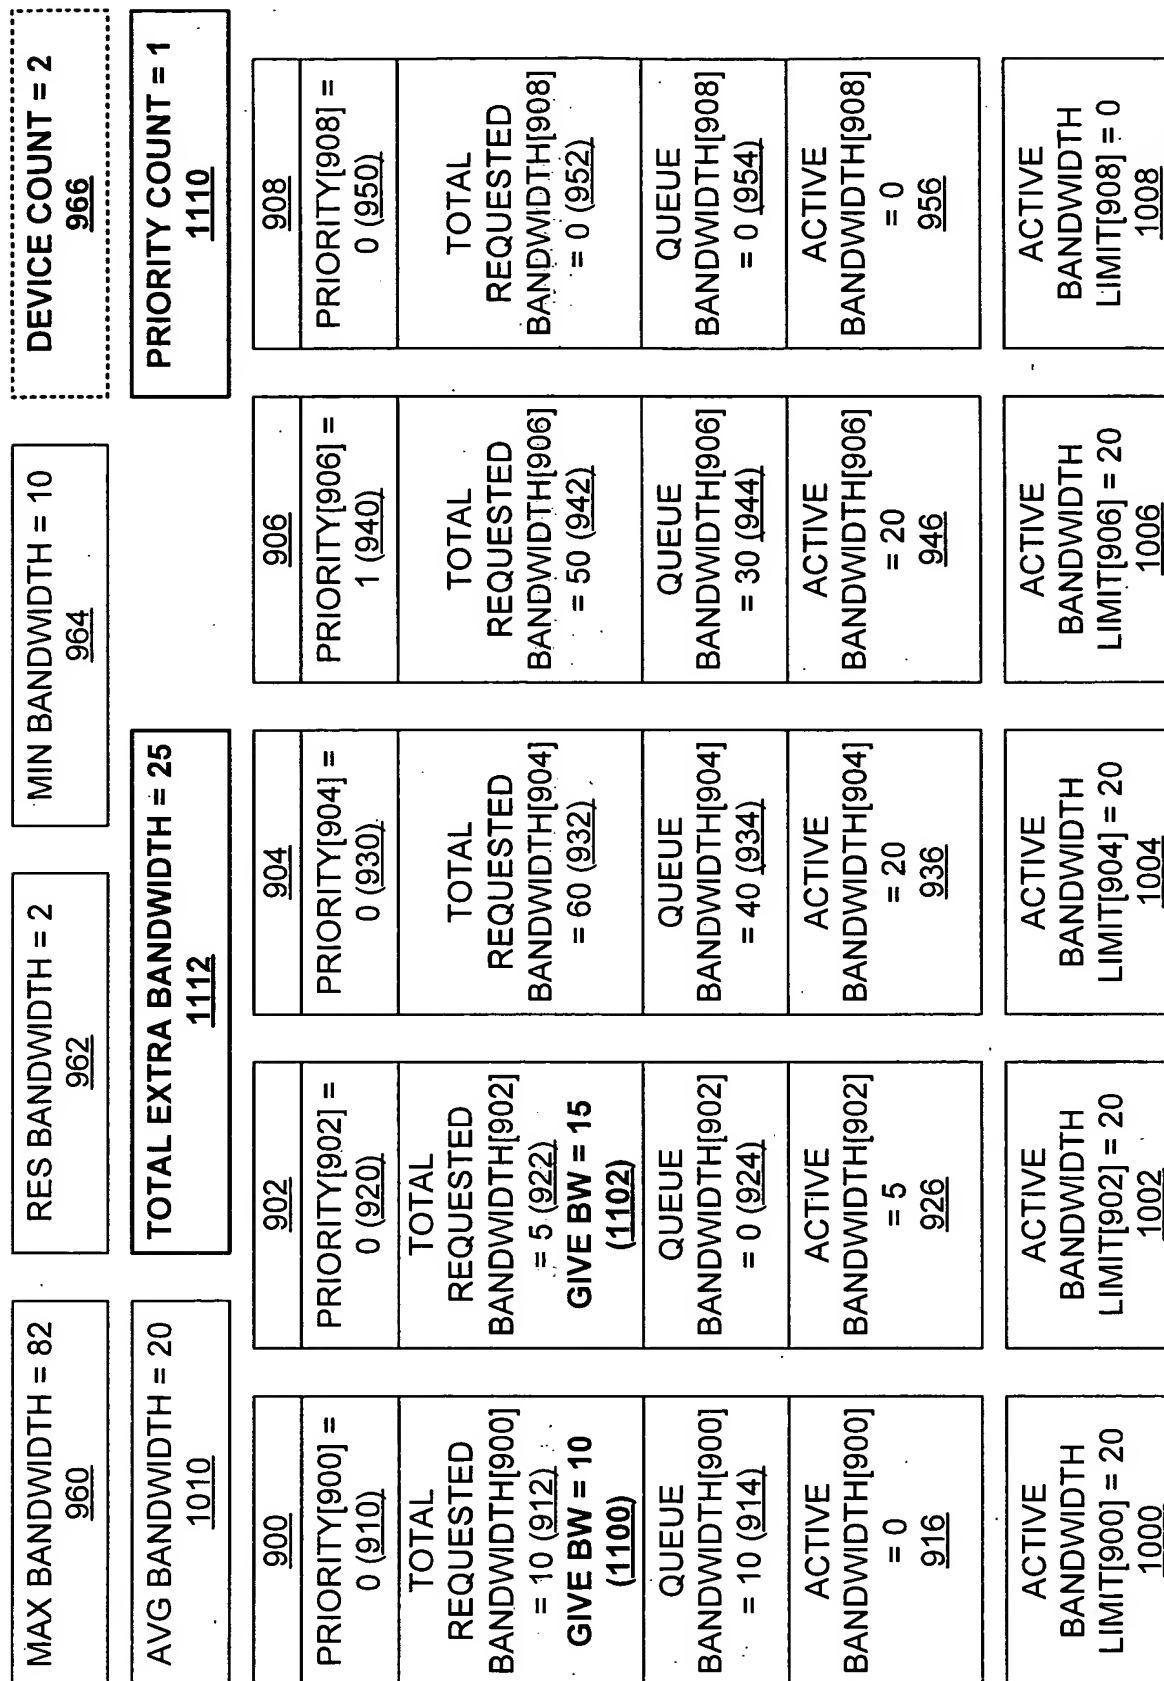 MAX BANDWIDTH = 82
960
RES BANDWIDTH = 2
962
MIN BANDWIDTH = 10
964
DEVICE COUNT = 2
966
AVG BANDWIDTH = 20
1010
TOTAL EXTRA BANDWIDTH = 25
1112
PRIORITY COUNT = 1
1110
900
PRIORITY[900] =
0 (910)
TOTAL
REQUESTED
BANDWIDTH[900]
= 10 (912)
GIVE BW = 10
(1100)
QUEUE
BANDWIDTH[900]
= 10 (914)
ACTIVE
BANDWIDTH[900]
= 0
916
ACTIVE
BANDWIDTH
LIMIT[900] = 20
1000
902
PRIORITY[902] =
0 (920)
TOTAL
REQUESTED
BANDWIDTH[902]
= 5 (922)
GIVE BW = 15
(1102)
QUEUE
BANDWIDTH[902]
= 0 (924)
ACTIVE
BANDWIDTH[902]
= 5
926
ACTIVE
BANDWIDTH
LIMIT[902] = 20
1002
904
PRIORITY[904] =
0 (930)
TOTAL
REQUESTED
BANDWIDTH[904]
= 60 (932)
QUEUE
BANDWIDTH[904]
= 40 (934)
ACTIVE
BANDWIDTH[904]
= 20
936
ACTIVE
BANDWIDTH
LIMIT[904] = 20
1004
906
PRIORITY[906] =
1 (940)
TOTAL
REQUESTED
BANDWIDTH[906]
= 50 (942)
QUEUE
BANDWIDTH[906]
= 30 (944)
ACTIVE
BANDWIDTH[906]
= 20
946
ACTIVE
BANDWIDTH
LIMIT[906] = 20
1006
908
PRIORITY[908] =
0 (950)
TOTAL
REQUESTED
BANDWIDTH[908]
= 0 (952)
QUEUE
BANDWIDTH[908]
= 0 (954)
ACTIVE
BANDWIDTH[908]
= 0
956
ACTIVE
BANDWIDTH
LIMIT[908] = 0
1008